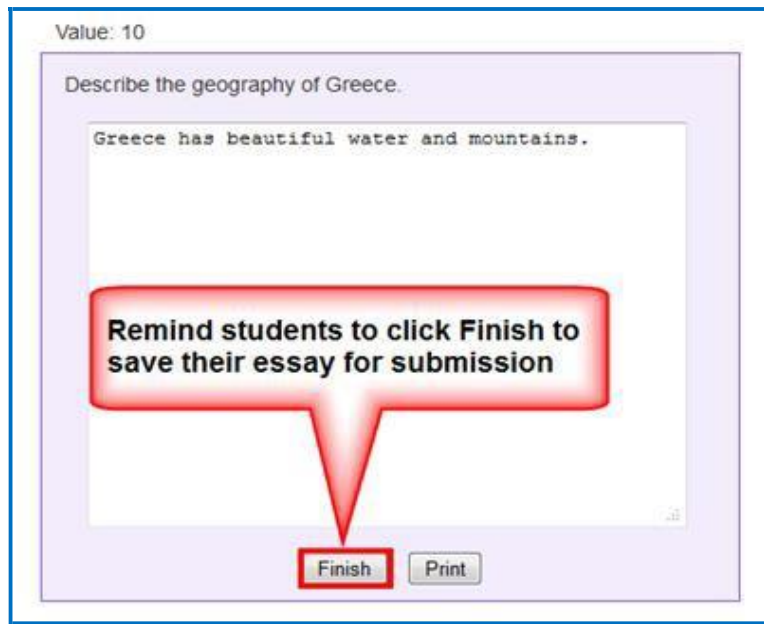 Value: 10
Describe the geography of Greece.
Greece has beautiful water and mountains.
Remind students to click Finish to
save their essay for submission
Finish Print